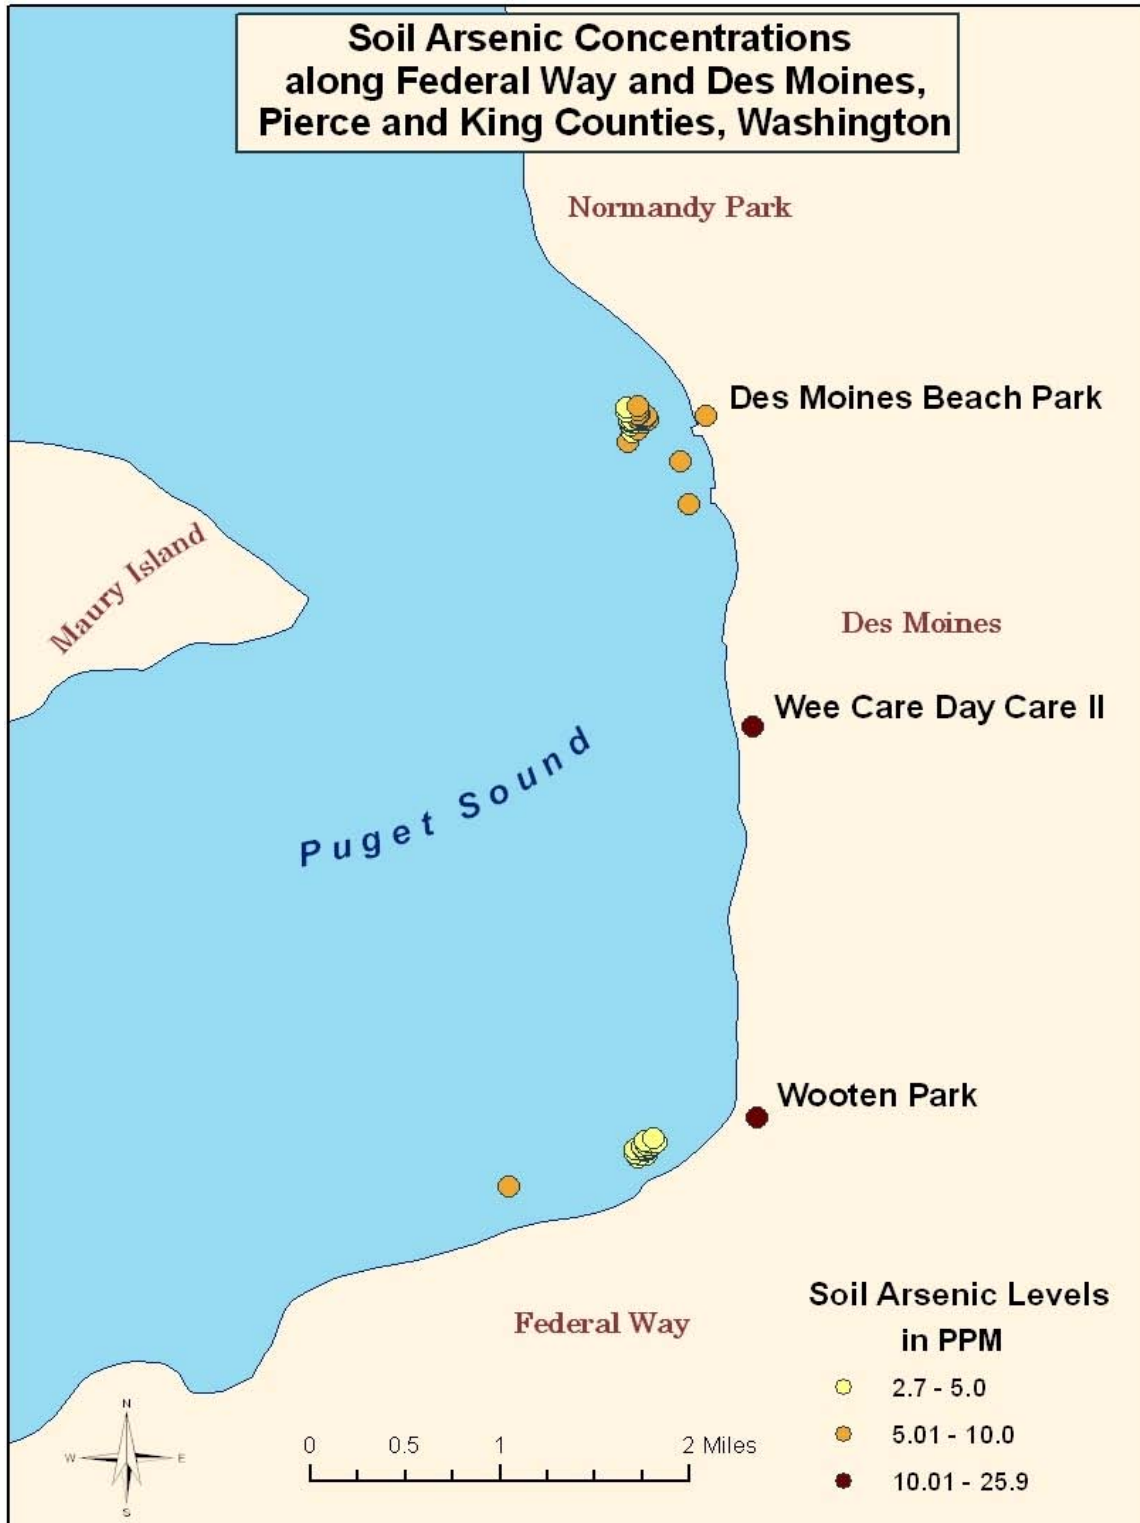 Soil Arsenic Concentrations
along Federal Way and Des Moines,
Pierce and King Counties, Washington
Normandy Park
Des Moines Beach Park
Maury Island
Des Moines
Wee Care Day Care II
Puget Sound
Wooten Park
Federal Way
Soil Arsenic Levels
in PPM
2.7 - 5.0
5.01 - 10.0
10.01 - 25.9
N
W E
S
0 0.5 1 2 Miles